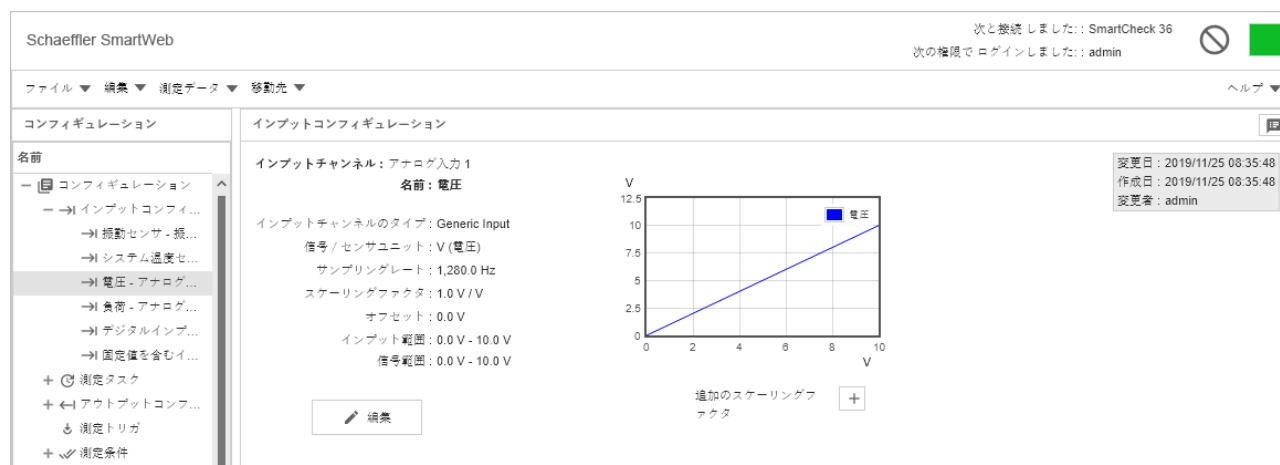 Schaeffler SmartWeb
次と接続 しました: : SmartCheck 36
次の権限で ログインしました: : admin
ファイル ▼ 編集 ▼ 測定データ ▼ 移動先 ▼
ヘルプ ▼
コンフィギュレーション
インプットコンフィギュレーション
名前
コンフィギュレーション
インプットコンフィ...
振動センサ - 振...
システム温度セ...
電圧 - アナログ...
負荷 - アナログ...
デジタルインプ...
固定値を含むイ...
測定タスク
アウトプットコンフ...
測定トリガ
測定条件
インプットチャンネル : アナログ入力 1
名前 : 電圧
インプットチャンネルのタイプ : Generic Input
信号 / センサユニット : V (電圧)
サンプリングレート : 1,280.0 Hz
スケーリングファクタ : 1.0 V / V
オフセット : 0.0 V
インプット範囲 : 0.0 V - 10.0 V
信号範囲 : 0.0 V - 10.0 V
編集
V
12.5
10
7.5
5
2.5
0
電圧
0 2 4 6 8 10
V
追加のスケーリングフ
ァクタ
変更日 : 2019/11/25 08:35:48
作成日 : 2019/11/25 08:35:48
変更者 : admin